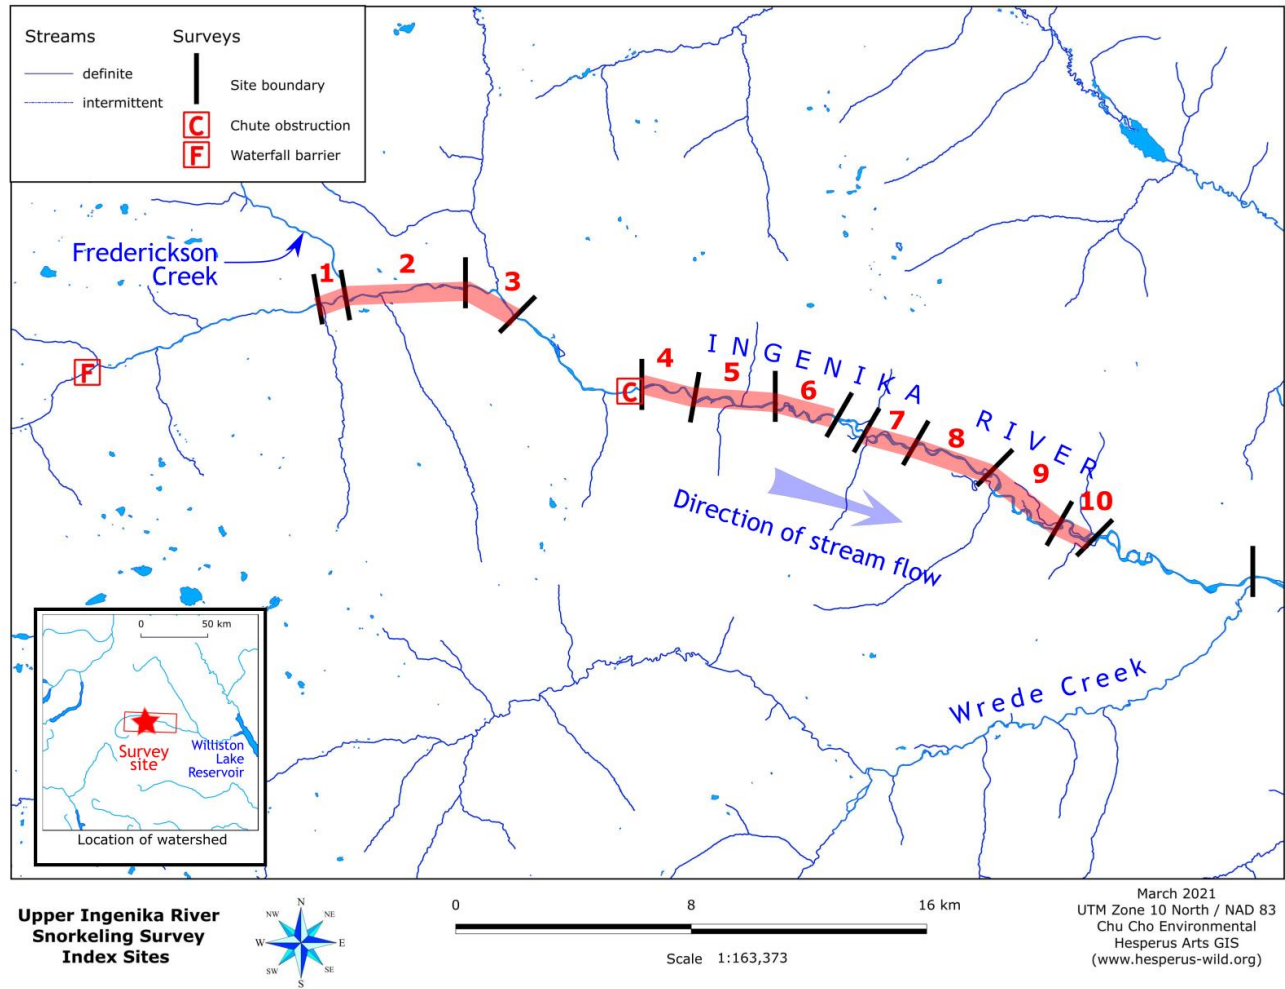 Streams
definite
intermittent
Surveys
Site boundary
C
Chute obstruction
F
Waterfall barrier
Frederickson
Creek
1
2
3
F
C
4
5
6
7
8
9
10
INGENIKA
RIVER
Direction of stream flow
Wrede Creek
0 50 km
Survey
site
Williston
Lake
Reservoir
Location of watershed
Upper Ingenika River
Snorkeling Survey
Index Sites
N
NE
E
SE
S
SW
W
NW
0 8 16 km
Scale 1:163,373
March 2021
UTM Zone 10 North / NAD 83
Chu Cho Environmental
Hesperus Arts GIS
(www.hesperus-wild.org)